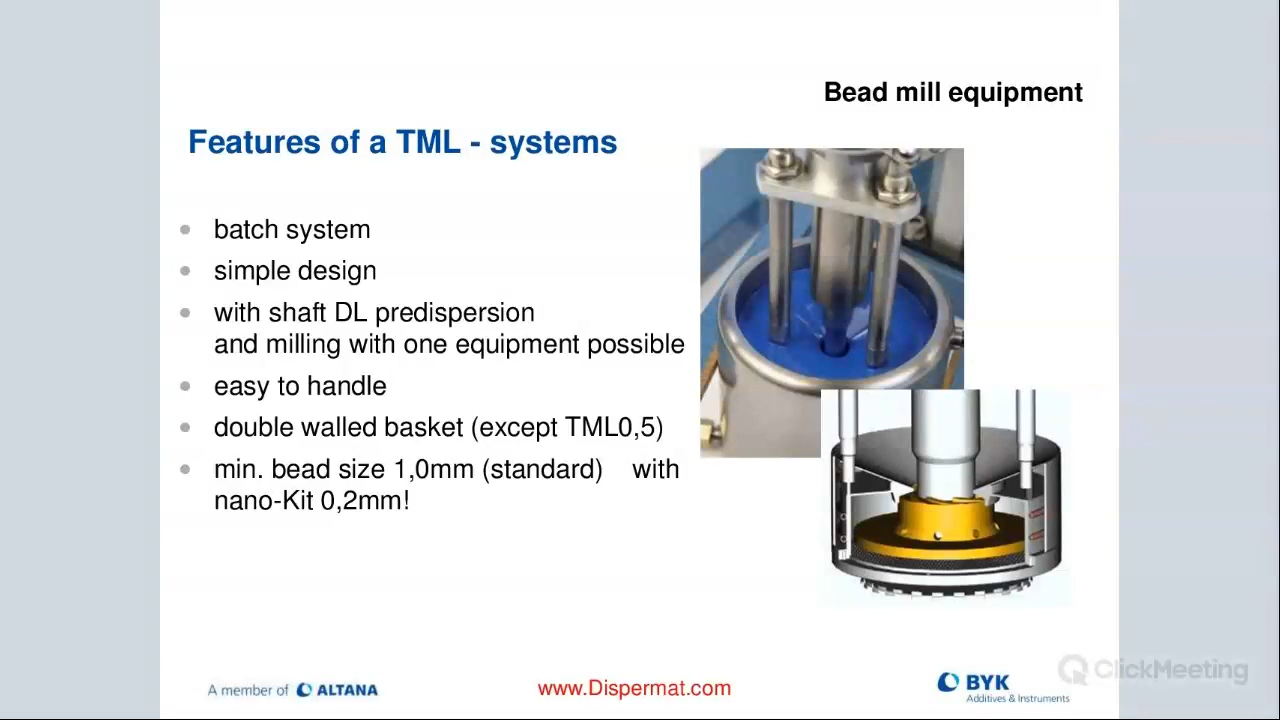 Bead mill equipment
Features of a TML - systems
batch system
simple design
with shaft DL predispersion
and milling with one equipment possible
easy to handle
double walled basket (except TML0,5)
min. bead size 1,0mm (standard) with
nano-Kit 0,2mm!
A member of ALTANA
www.Dispermat.com
BYK
Additives & Instruments
ClickMeeting